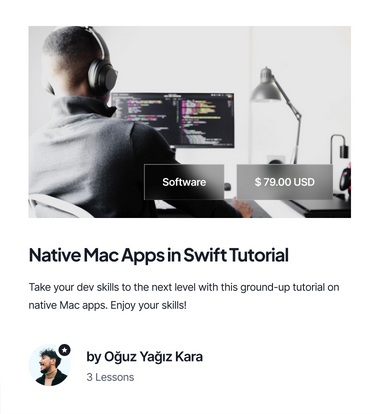 Software
$ 79.00 USD
Native Mac Apps in Swift Tutorial
Take your dev skills to the next level with this ground-up tutorial on
native Mac apps. Enjoy your skills!
by Oğuz Yağız Kara
3 Lessons